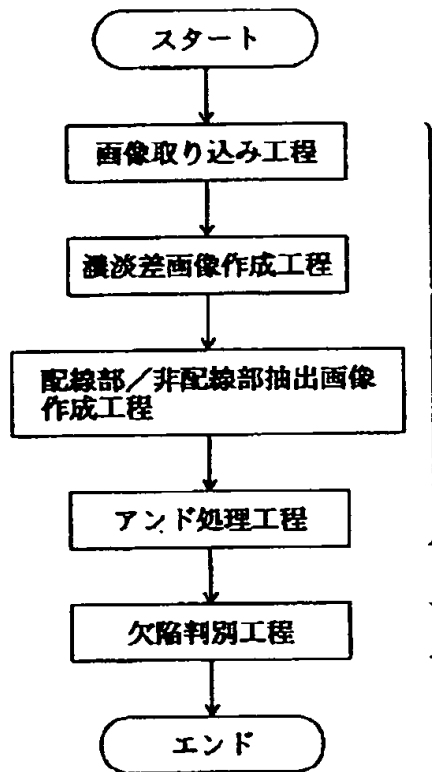 スタート
画像取り込み工程
濃淡差画像作成工程
配線部／非配線部抽出画像
作成工程
アンド処理工程
欠陥判別工程
エンド